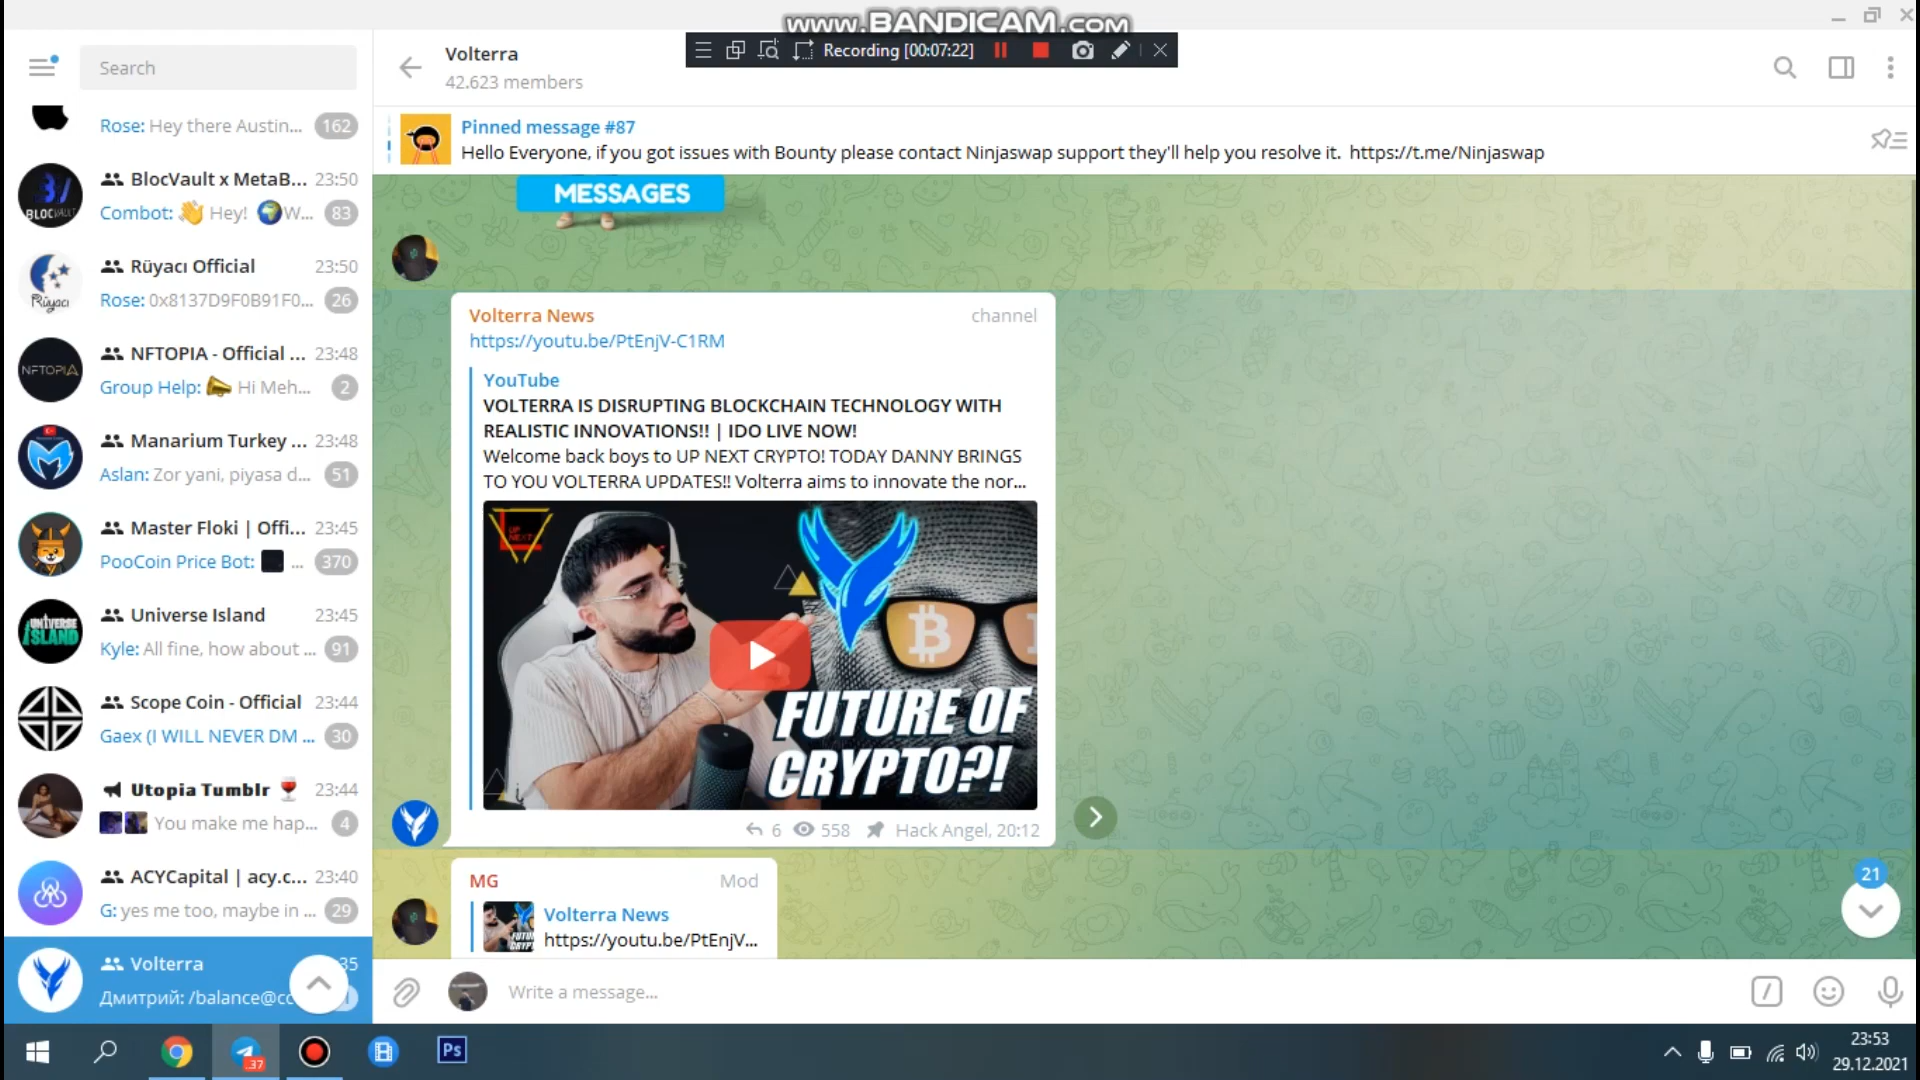 www.BANDICAM.com
Recording [00:07:22]
Search
Rose: Hey there Austin... 162
BlocVault x MetaB... 23:50
Combot: 👋 Hey! 🌍W... 83
BLOCVAULT
Rüyacı Official 23:50
Rose: 0x8137D9F0B91F0... 26
Rüyacı
NFTOPIA - Official ... 23:48
Group Help: 📣 Hi Meh... 2
NFTOPIA
Manarium Turkey ... 23:48
Aslan: Zor yani, piyasa d... 51
Master Floki | Offi... 23:45
PooCoin Price Bot: ... 370
Universe Island 23:45
Kyle: All fine, how about ... 91
UNIVERSE
ISLAND
Scope Coin - Official 23:44
Gaex (I WILL NEVER DM ... 30
Utopia Tumblr 🍷 23:44
You make me hap... 4
ACYCapital | acy.c... 23:40
G: yes me too, maybe in ... 29
Volterra
Дмитрий: /balance@cc
Volterra
42.623 members
Pinned message #87
Hello Everyone, if you got issues with Bounty please contact Ninjaswap support they'll help you resolve it. https://t.me/Ninjaswap
MESSAGES
Volterra News channel
https://youtu.be/PtEnjV-C1RM
YouTube
VOLTERRA IS DISRUPTING BLOCKCHAIN TECHNOLOGY WITH
REALISTIC INNOVATIONS!! | IDO LIVE NOW!
Welcome back boys to UP NEXT CRYPTO! TODAY DANNY BRINGS
TO YOU VOLTERRA UPDATES!! Volterra aims to innovate the nor...
UP
NEXT
FUTURE OF
CRYPTO?!
6 558 Hack Angel, 20:12
MG Mod
Volterra News
https://youtu.be/PtEnjV...
21
Write a message...
37
Ps
23:53
29.12.2021